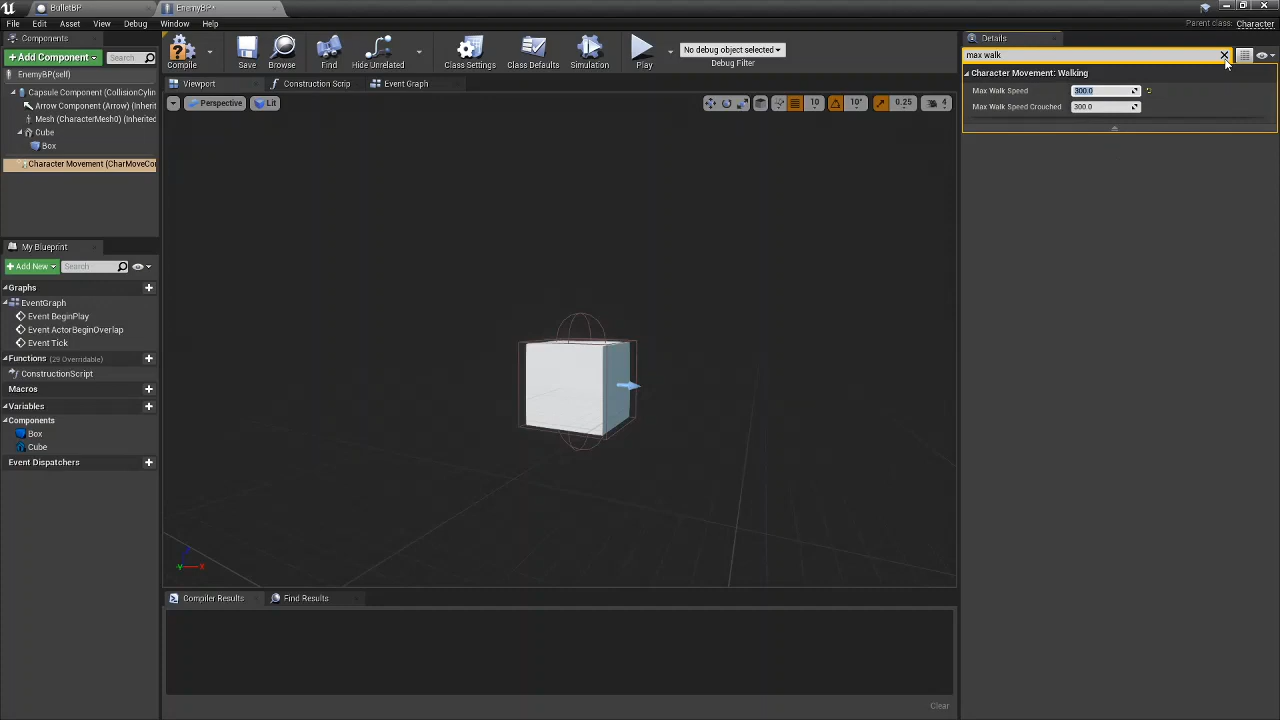 BulletBP
EnemyBP*
File Edit Asset View Debug Window Help
Parent class: Character
Components
+ Add Component
Search
EnemyBP(self)
Capsule Component (CollisionCylin
Arrow Component (Arrow) (Inherit
Mesh (CharacterMesh0) (Inherited
Cube
Box
Character Movement (CharMoveCo
My Blueprint
+ Add New
Search
Graphs
EventGraph
Event BeginPlay
Event ActorBeginOverlap
Event Tick
Functions (29 Overridable)
ConstructionScript
Macros
Variables
Components
Box
Cube
Event Dispatchers
Compile
Save
Browse
Find
Hide Unrelated
Class Settings
Class Defaults
Simulation
Play
No debug object selected
Debug Filter
Viewport
Construction Scrip
Event Graph
Perspective
Lit
10
10°
0.25
4
Y
X
Compiler Results
Find Results
Clear
Details
max walk
Character Movement: Walking
Max Walk Speed 300.0
Max Walk Speed Crouched 300.0